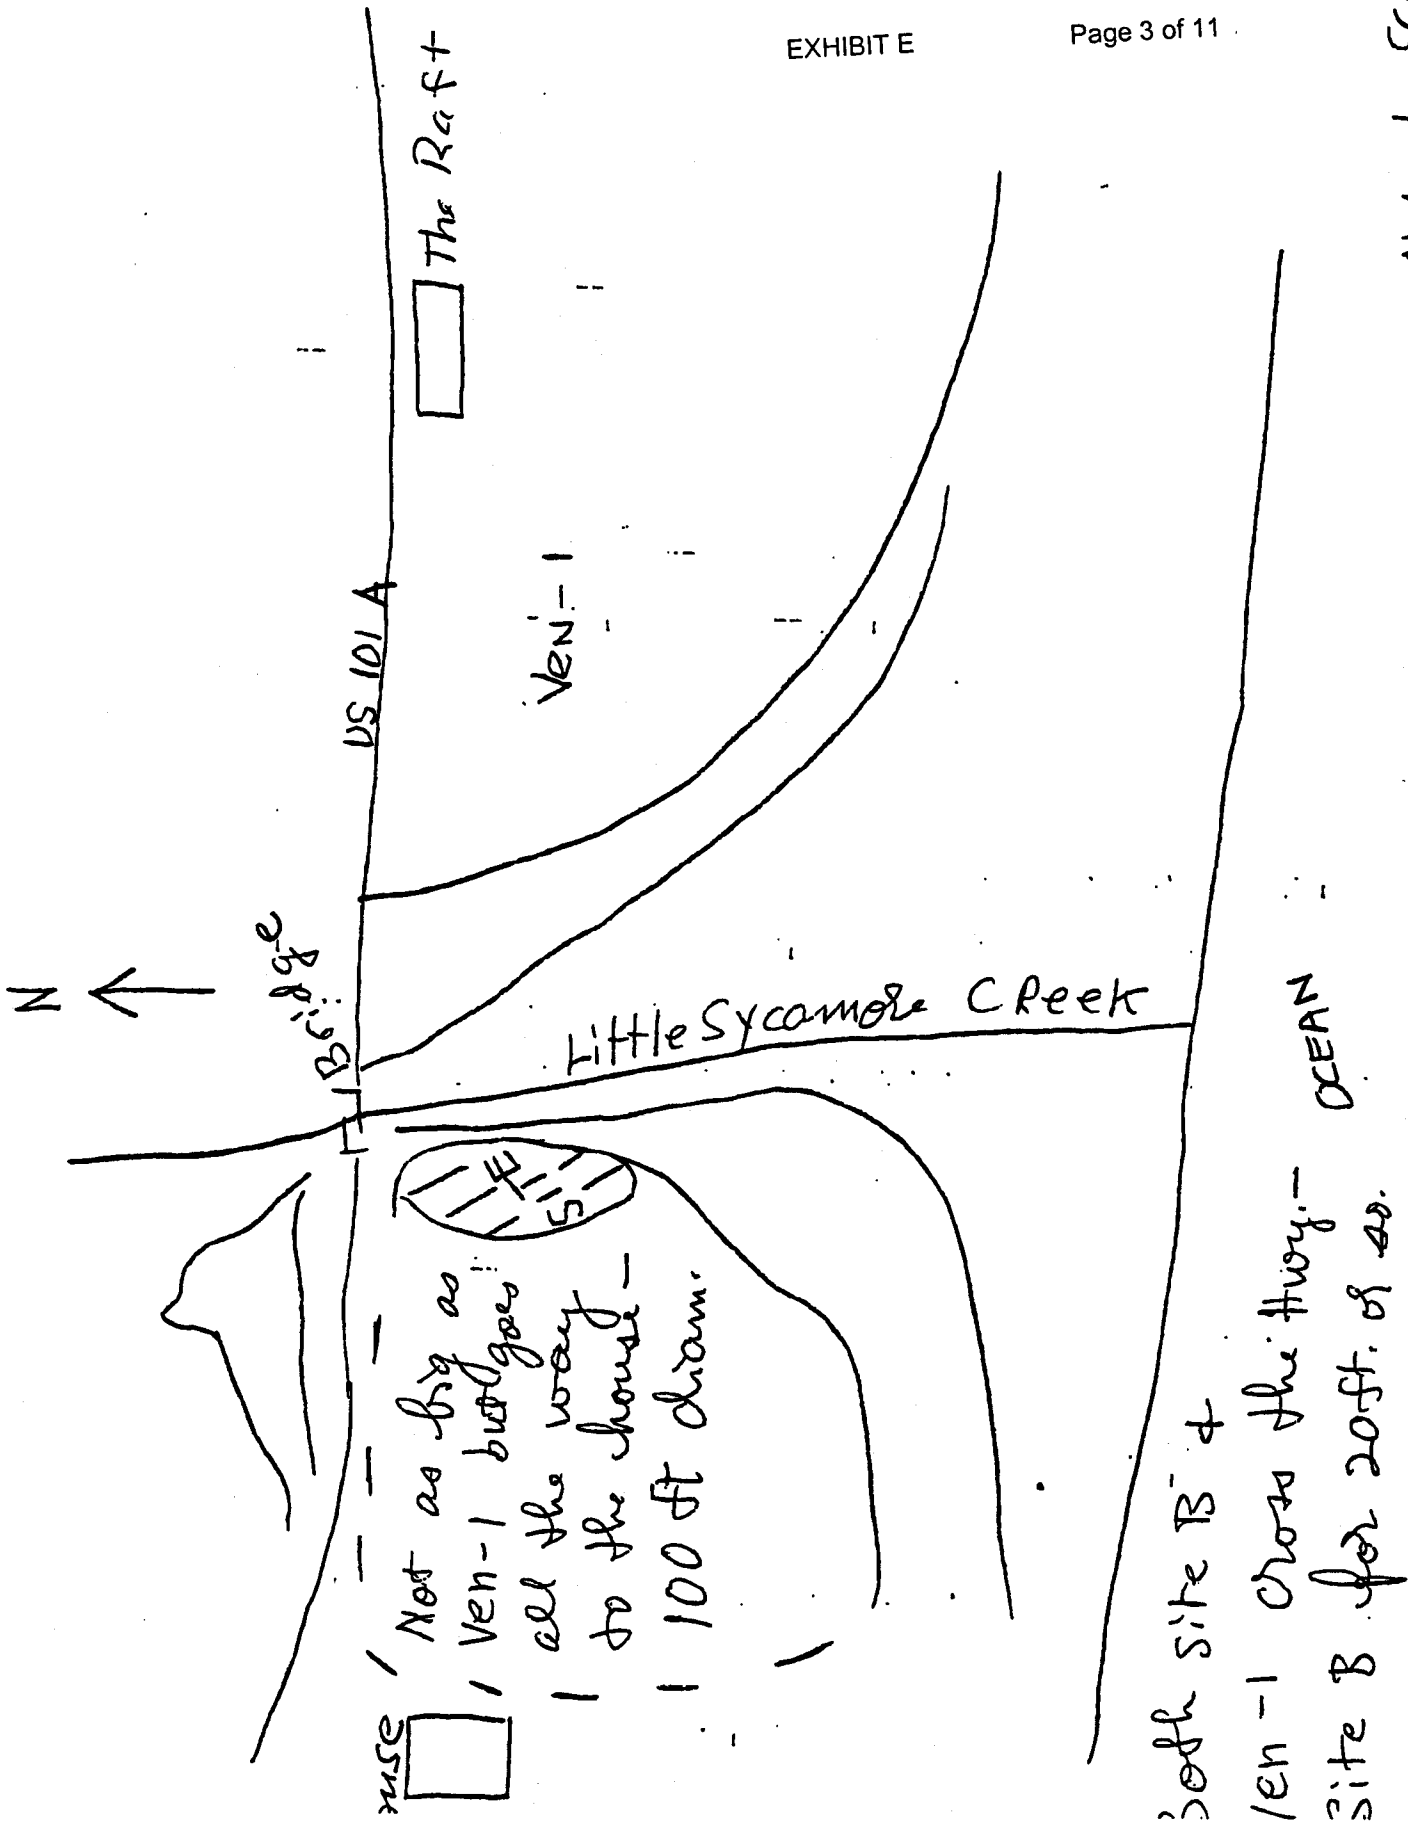 EXHIBIT E
Page 3 of 11
N
Bridge
US 101 A
The Raft
VEN-1
Little Sycamore Creek
Not as big as
Ven-1 but goes
all the way
to the house -
100 ft diam.
OCEAN
Both Site B &
Ven-1 cross the Hwy. -
Site B for 20 ft. or so.